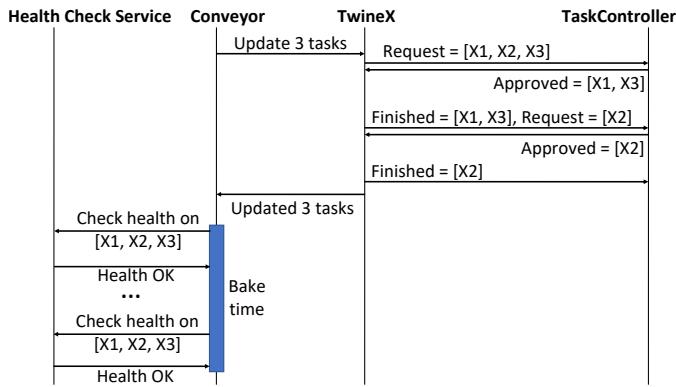 Health Check Service Conveyor TwineX TaskController
Update 3 tasks
Request = [X1, X2, X3]
Approved = [X1, X3]
Finished = [X1, X3], Request = [X2]
Approved = [X2]
Finished = [X2]
Updated 3 tasks
Check health on
[X1, X2, X3]
Health OK
...
Bake
time
Check health on
[X1, X2, X3]
Health OK